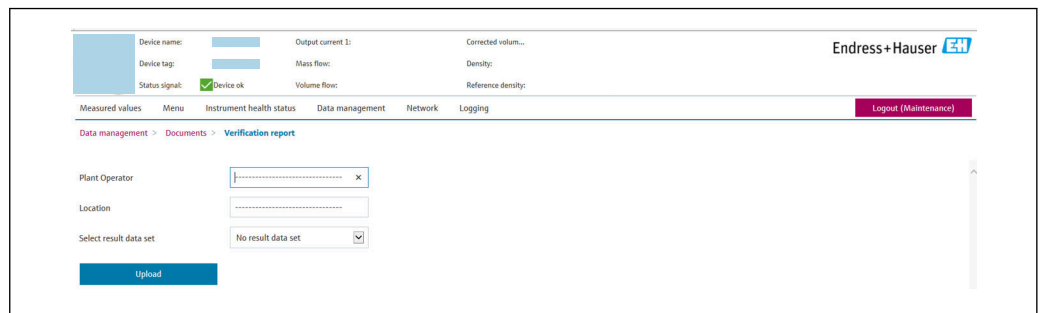 Device name: Output current 1: Corrected volum...
Endress+Hauser EH
Device tag: Mass flow: Density:
Status signal: Device ok Volume flow: Reference density:
Measured values Menu Instrument health status Data management Network Logging Logout (Maintenance)
Data management > Documents > Verification report
Plant Operator ------------------------------- ×
Location -------------------------------
Select result data set No result data set
Upload